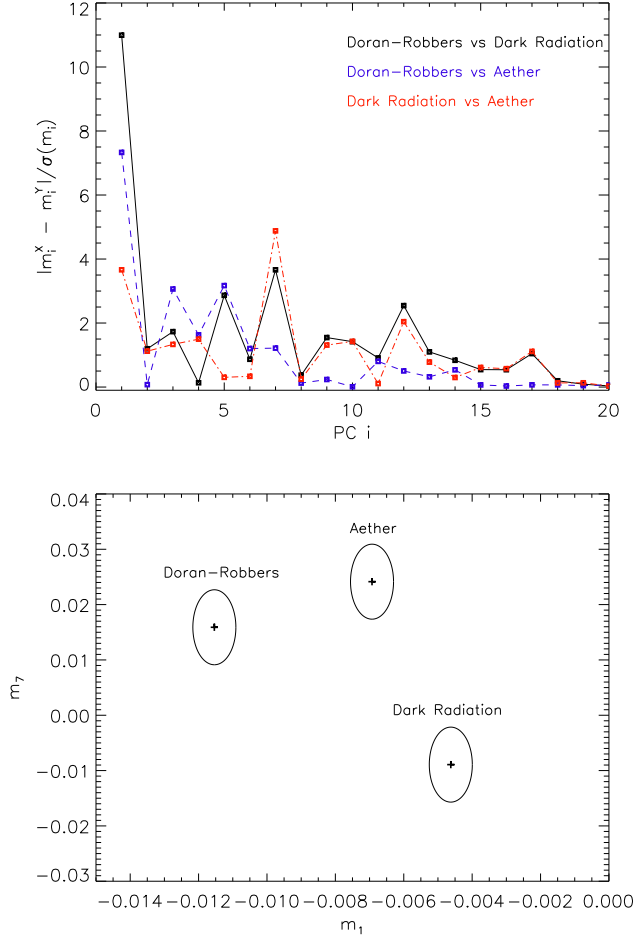 12
10
8
6
4
2
0
|m_i^X − m_i^Y|/σ(m_i)
Doran−Robbers vs Dark Radiation
Doran−Robbers vs Aether
Dark Radiation vs Aether
0 5 10 15 20
PC i
0.04
0.03
0.02
0.01
0.00
−0.01
−0.02
−0.03
m_7
Aether
Doran−Robbers
Dark Radiation
−0.014 −0.012 −0.010 −0.008 −0.006 −0.004 −0.002 0.000
m_1